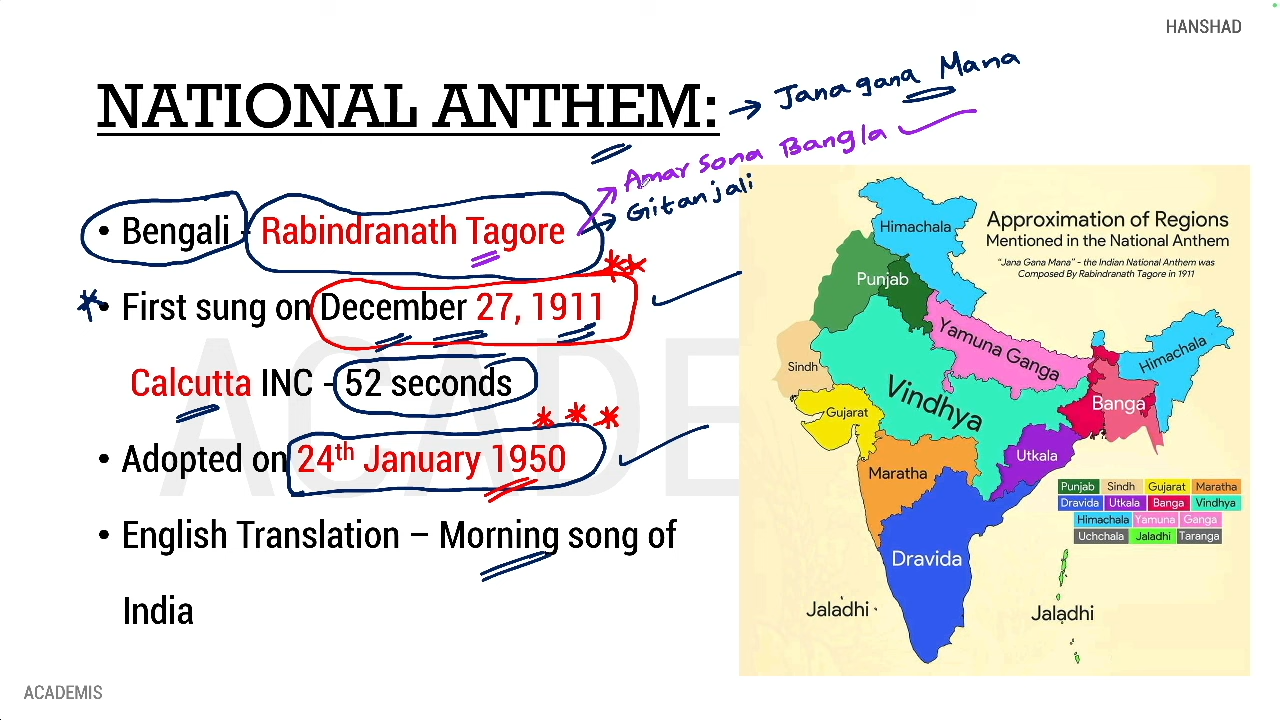 HANSHAD
NATIONAL ANTHEM: → Jana gana Mana
Amar Sona Bangla
Gitanjali
• Bengali - Rabindranath Tagore
• First sung on December 27, 1911
Calcutta INC - 52 seconds
• Adopted on 24th January 1950
• English Translation – Morning song of
India
ACADEMIS
ACADE
Approximation of Regions
Mentioned in the National Anthem
"Jana Gana Mana" - the Indian National Anthem was
Composed By Rabindranath Tagore in 1911
Himachala
Punjab
Yamuna Ganga
Himachala
Sindh
Vindhya
Banga
Gujarat
Utkala
Maratha
Dravida
Jaladhi
Jaladhi
Punjab Sindh Gujarat Maratha
Dravida Utkala Banga Vindhya
Himachala Yamuna Ganga
Uchchala Jaladhi Taranga